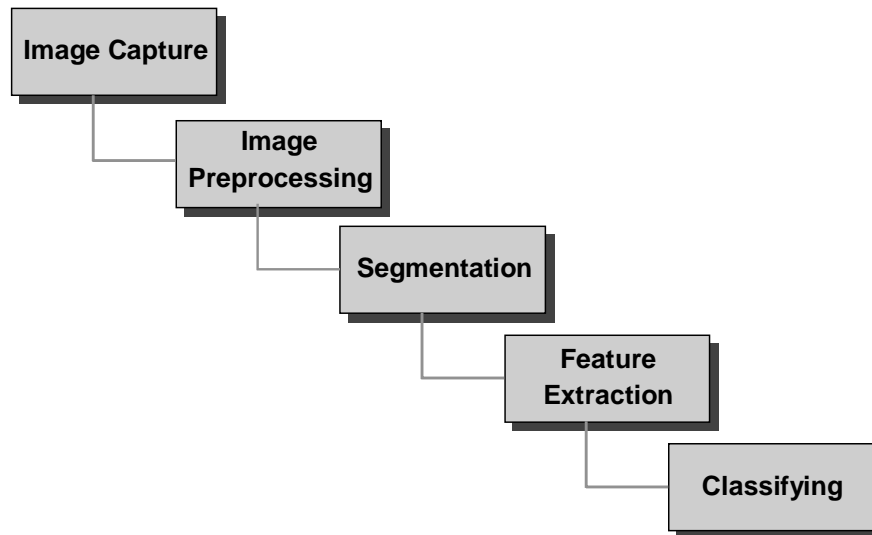 Image Capture
Image
Preprocessing
Segmentation
Feature
Extraction
Classifying